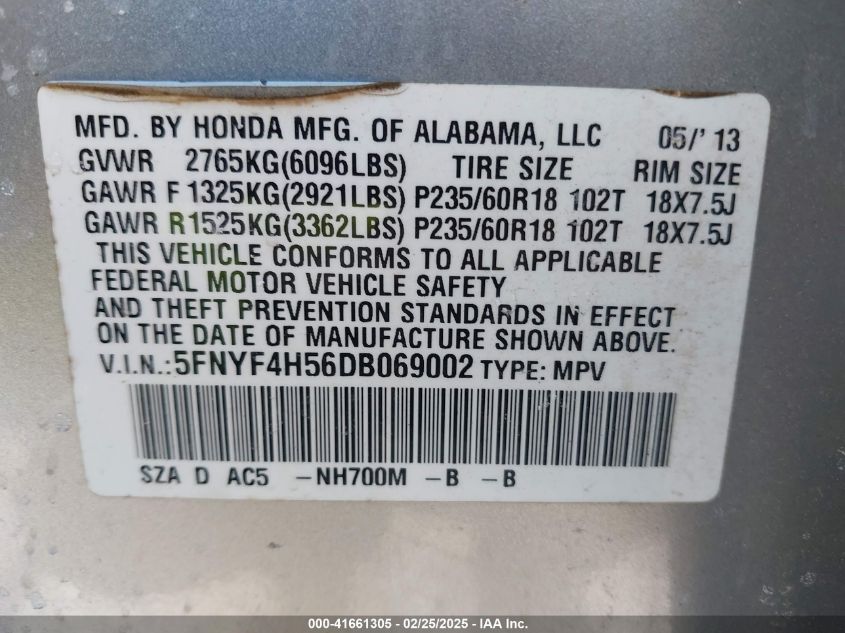 MFD. BY HONDA MFG. OF ALABAMA, LLC 05/' 13
GVWR 2765KG(6096LBS) TIRE SIZE RIM SIZE
GAWR F 1325KG(2921LBS) P235/60R18 102T 18X7.5J
GAWR R1525KG(3362LBS) P235/60R18 102T 18X7.5J
THIS VEHICLE CONFORMS TO ALL APPLICABLE
FEDERAL MOTOR VEHICLE SAFETY
AND THEFT PREVENTION STANDARDS IN EFFECT
ON THE DATE OF MANUFACTURE SHOWN ABOVE.
V.I.N.:5FNYF4H56DB069002 TYPE: MPV
SZA D AC5 -NH700M -B -B
000-41661305 - 02/25/2025 - IAA Inc.